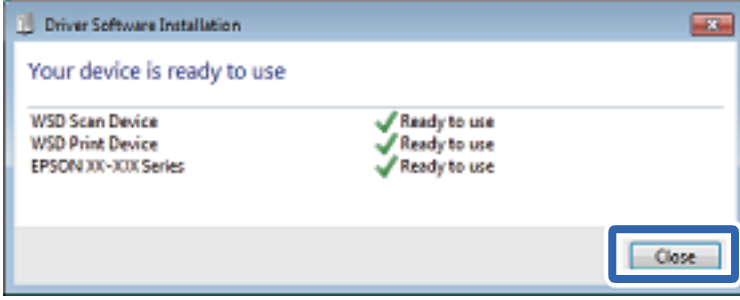 Driver Software Installation
Your device is ready to use
WSD Scan Device Ready to use
WSD Print Device Ready to use
EPSON XX-XXX Series Ready to use
Close